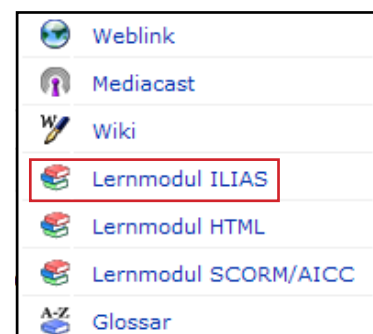 Weblink
Mediacast
W Wiki
Lernmodul ILIAS
Lernmodul HTML
Lernmodul SCORM/AICC
A-Z Glossar